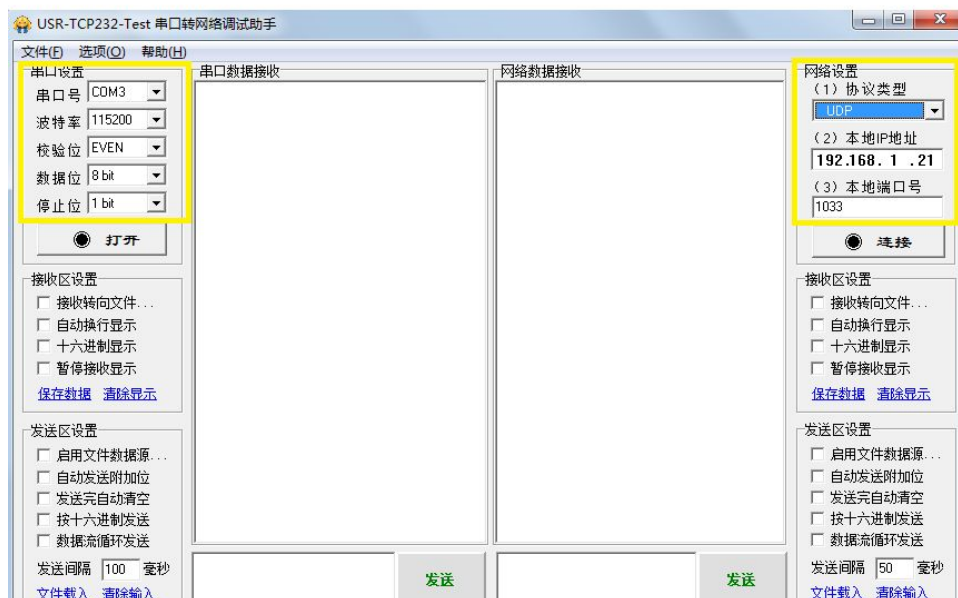 USR-TCP232-Test 串口转网络调试助手
文件(F) 选项(O) 帮助(H)
串口设置
串口号 COM3
波特率 115200
校验位 EVEN
数据位 8 bit
停止位 1 bit
打开
接收区设置
接收转向文件...
自动换行显示
十六进制显示
暂停接收显示
保存数据 清除显示
发送区设置
启用文件数据源...
自动发送附加位
发送完自动清空
按十六进制发送
数据流循环发送
发送间隔 100 毫秒
文件载入 清除输入
串口数据接收
发送
网络数据接收
发送
网络设置
(1) 协议类型
UDP
(2) 本地IP地址
192.168. 1 .21
(3) 本地端口号
1033
连接
接收区设置
接收转向文件...
自动换行显示
十六进制显示
暂停接收显示
保存数据 清除显示
发送区设置
启用文件数据源...
自动发送附加位
发送完自动清空
按十六进制发送
数据流循环发送
发送间隔 50 毫秒
文件载入 清除输入